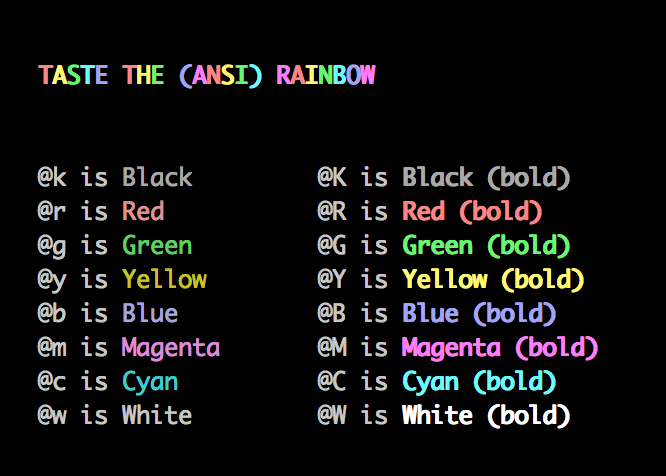 TASTE THE (ANSI) RAINBOW
@k is Black @K is Black (bold)
@r is Red @R is Red (bold)
@g is Green @G is Green (bold)
@y is Yellow @Y is Yellow (bold)
@b is Blue @B is Blue (bold)
@m is Magenta @M is Magenta (bold)
@c is Cyan @C is Cyan (bold)
@w is White @W is White (bold)